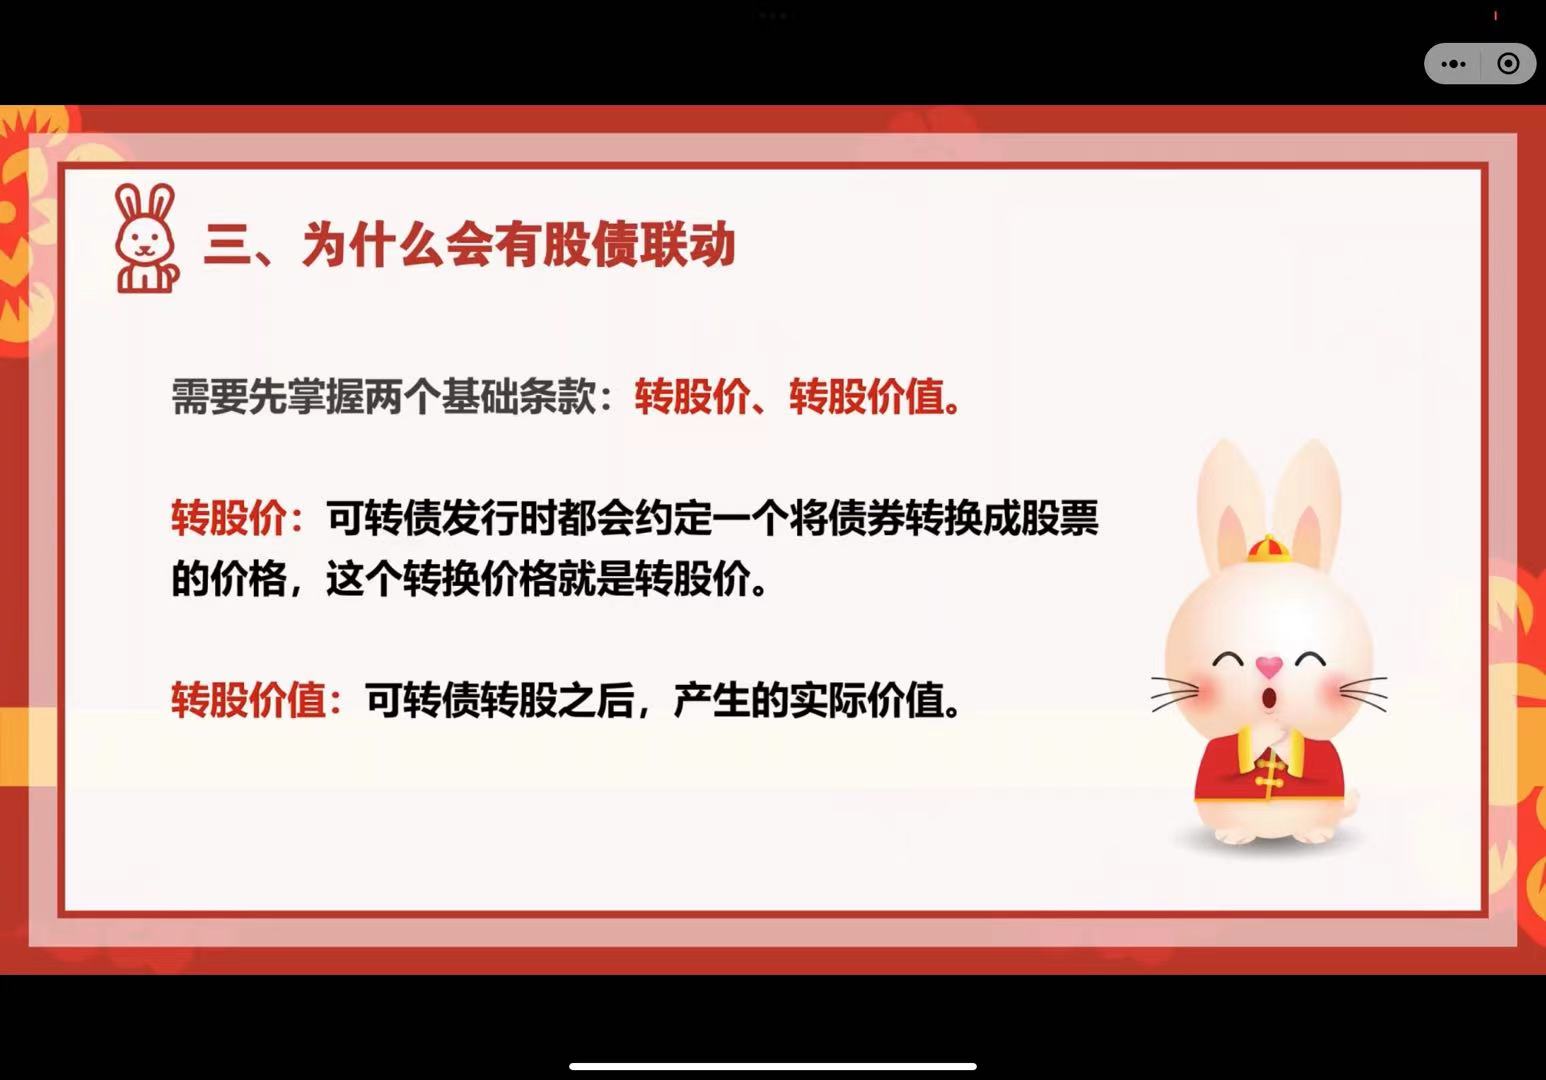 三、为什么会有股债联动
需要先掌握两个基础条款：转股价、转股价值。
转股价：可转债发行时都会约定一个将债券转换成股票
的价格，这个转换价格就是转股价。
转股价值：可转债转股之后，产生的实际价值。